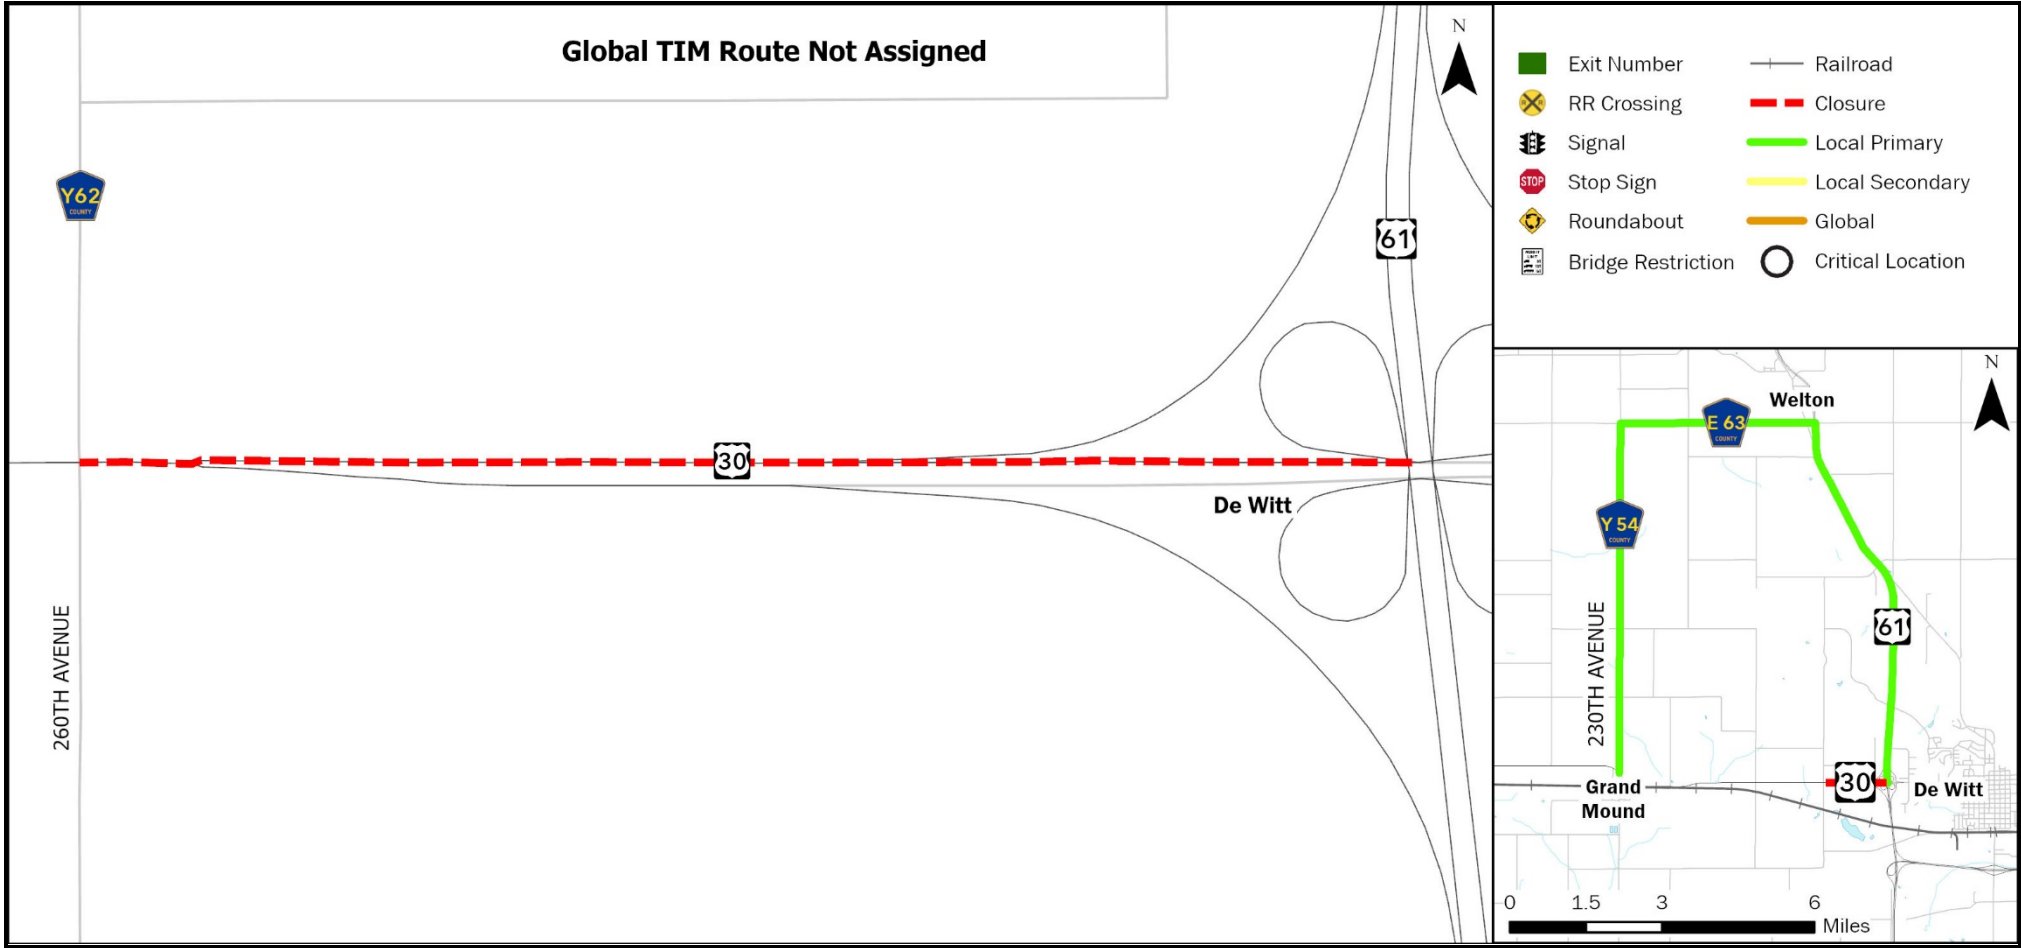 Global TIM Route Not Assigned
N
Y62
COUNTY
61
30
De Witt
260TH AVENUE
Exit Number
RR Crossing
Signal
STOP
Stop Sign
Roundabout
Bridge Restriction
Railroad
Closure
Local Primary
Local Secondary
Global
Critical Location
N
Welton
E 63
COUNTY
Y 54
COUNTY
230TH AVENUE
61
30
De Witt
Grand
Mound
0 1.5 3 6
Miles